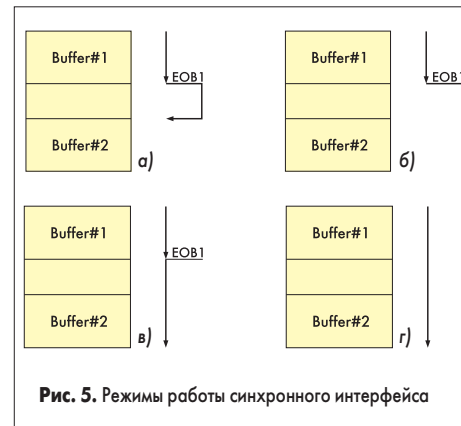 Buffer#1
EOB1
Buffer#2
а)
Buffer#1
EOB1
Buffer#2
б)
Buffer#1
EOB1
Buffer#2
в)
Buffer#1
Buffer#2
г)
Рис. 5. Режимы работы синхронного интерфейса